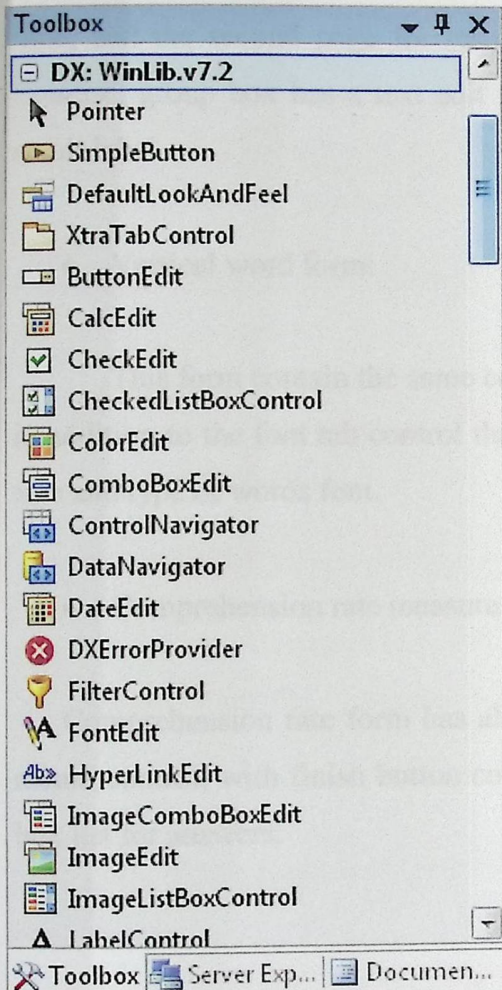 Toolbox
DX: WinLib.v7.2
Pointer
SimpleButton
DefaultLookAndFeel
XtraTabControl
ButtonEdit
CalcEdit
CheckEdit
CheckedListBoxControl
ColorEdit
ComboBoxEdit
ControlNavigator
DataNavigator
DateEdit
DXErrorProvider
FilterControl
FontEdit
Ab HyperLinkEdit
ImageComboBoxEdit
ImageEdit
ImageListBoxControl
A LabelControl
Toolbox Server Exp... Documen...